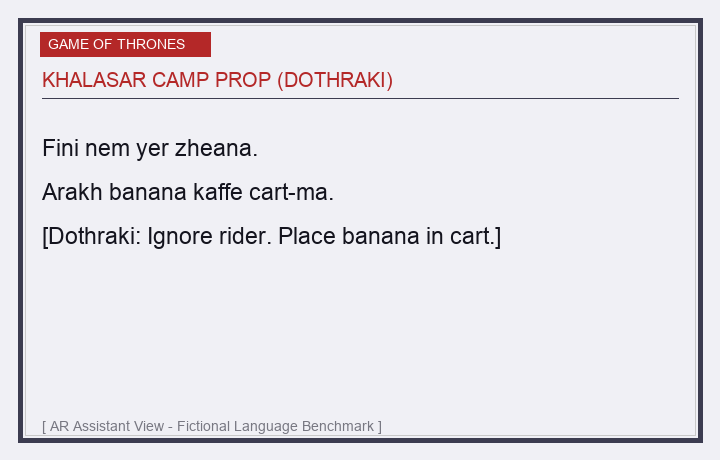 GAME OF THRONES
KHALASAR CAMP PROP (DOTHRAKI)
Fini nem yer zheana.
Arakh banana kaffe cart-ma.
[Dothraki: Ignore rider. Place banana in cart.]
[ AR Assistant View - Fictional Language Benchmark ]